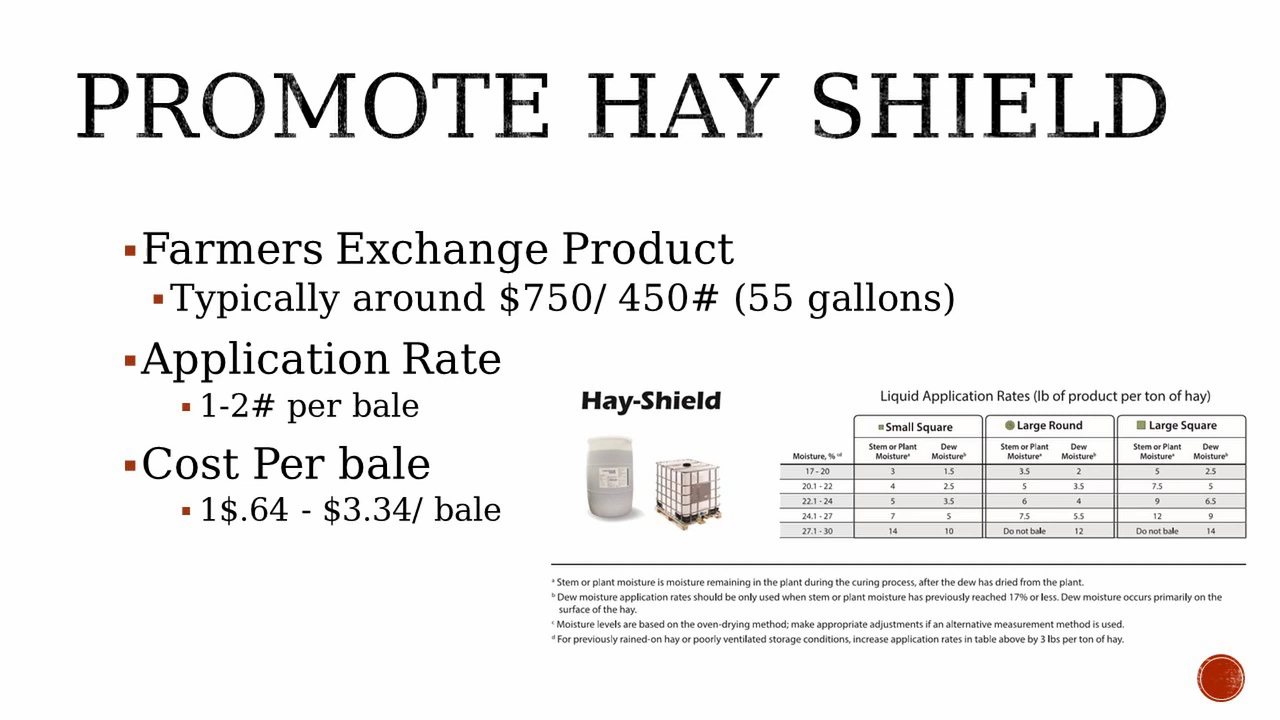 PROMOTE HAY SHIELD
Farmers Exchange Product
Typically around $750/ 450# (55 gallons)
Application Rate
1-2# per bale
Cost Per bale
1$.64 - $3.34/ bale
Hay-Shield
Liquid Application Rates (lb of product per ton of hay)
Small Square Large Round Large Square
Moisture, % cd Stem or Plant Moisture a Dew Moisture b Stem or Plant Moisture a Dew Moisture b Stem or Plant Moisture a Dew Moisture b
17 - 20 3 1.5 3.5 2 5 2.5
20.1 - 22 4 2.5 5 3.5 7.5 5
22.1 - 24 5 3.5 6 4 9 6.5
24.1 - 27 7 5 7.5 5.5 12 9
27.1 - 30 14 10 Do not bale 12 Do not bale 14
a Stem or plant moisture is moisture remaining in the plant during the curing process, after the dew has dried from the plant.
b Dew moisture application rates should be only used when stem or plant moisture has previously reached 17% or less. Dew moisture occurs primarily on the
surface of the hay.
c Moisture levels are based on the oven-drying method; make appropriate adjustments if an alternative measurement method is used.
d For previously rained-on hay or poorly ventilated storage conditions, increase application rates in table above by 3 lbs per ton of hay.